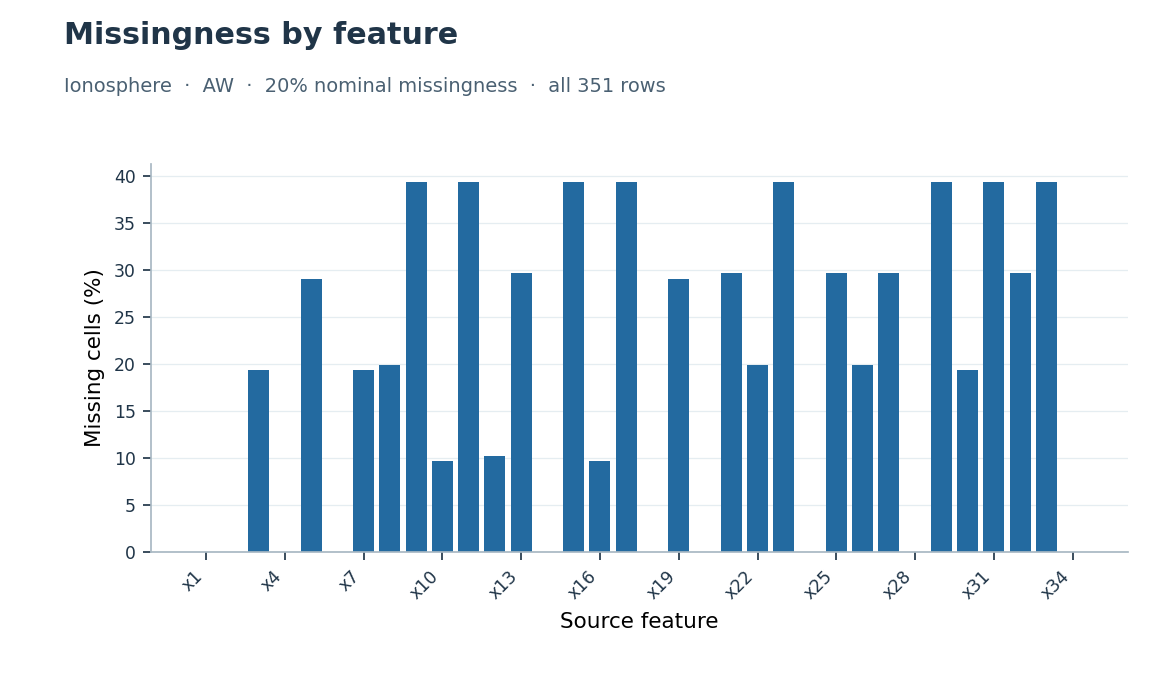 Missingness by feature
Ionosphere · AW · 20% nominal missingness · all 351 rows
Missing cells (%)
40
35
30
25
20
15
10
5
0
x1 x4 x7 x10 x13 x16 x19 x22 x25 x28 x31 x34
Source feature